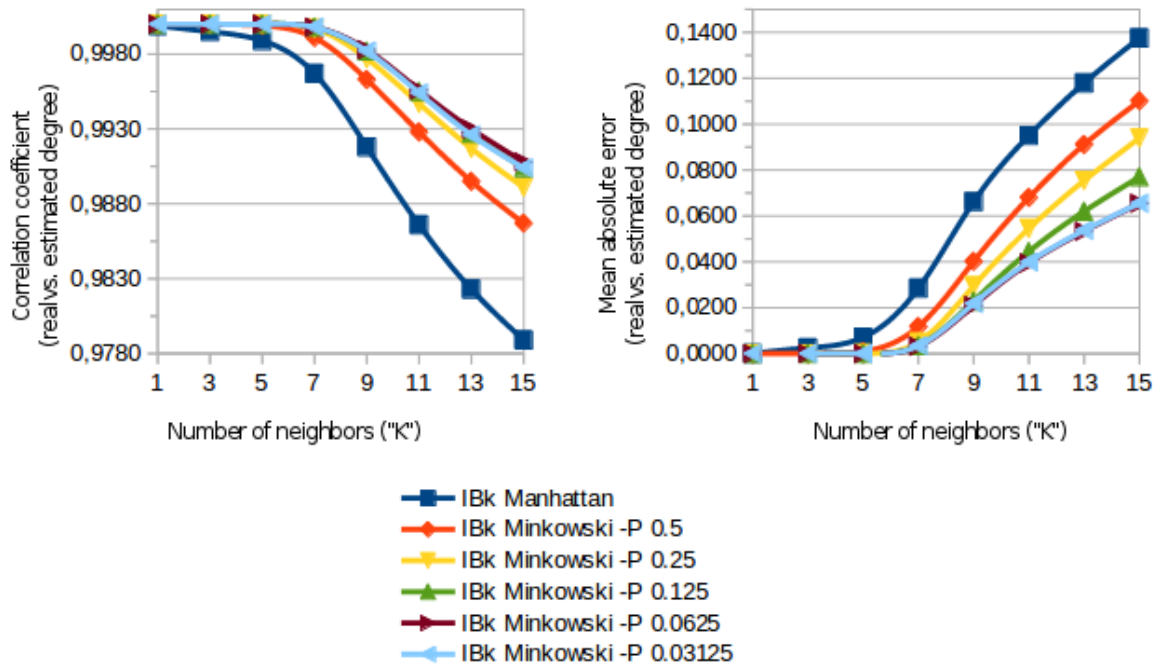 0,9980
0,9930
0,9880
0,9830
0,9780
Correlation coefficient
(real vs. estimated degree)
1 3 5 7 9 11 13 15
Number of neighbors ("K")
0,1400
0,1200
0,1000
0,0800
0,0600
0,0400
0,0200
0,0000
Mean absolute error
(real vs. estimated degree)
1 3 5 7 9 11 13 15
Number of neighbors ("K")
IBk Manhattan
IBk Minkowski -P 0.5
IBk Minkowski -P 0.25
IBk Minkowski -P 0.125
IBk Minkowski -P 0.0625
IBk Minkowski -P 0.03125